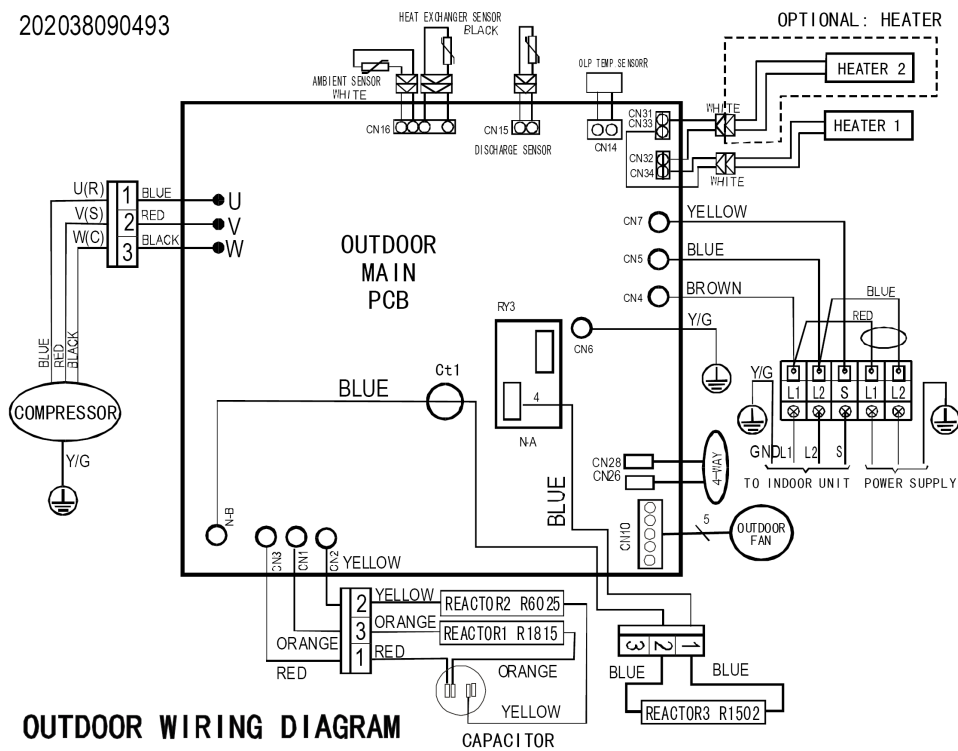 202038090493
HEAT EXCHANGER SENSOR
BLACK
OPTIONAL: HEATER
AMBIENT SENSOR
WHITE
OLP TEMP SENSORR
HEATER 2
HEATER 1
WHITE
WHITE
CN16
CN15
DISCHARGE SENSOR
CN14
CN31
CN33
CN32
CN34
U(R)
V(S)
W(C)
1
2
3
BLUE
RED
BLACK
U
V
W
OUTDOOR
MAIN
PCB
CN7
YELLOW
CN5
BLUE
CN4
BROWN
BLUE
RED
RY3
CN6
Y/G
BLUE
RED
BLACK
COMPRESSOR
Y/G
BLUE
Ct1
4
N-A
Y/G
L1
L2
S
L1
L2
GND
L1
L2
S
TO INDOOR UNIT
POWER SUPPLY
CN28
CN26
4-WAY
BLUE
CN10
5
OUTDOOR
FAN
N-B
CN3
CN1
CN2
YELLOW
YELLOW
2
REACTOR2 R6025
ORANGE
3
REACTOR1 R1815
ORANGE
RED
1
ORANGE
RED
YELLOW
CAPACITOR
3
2
1
BLUE
BLUE
REACTOR3 R1502
OUTDOOR WIRING DIAGRAM